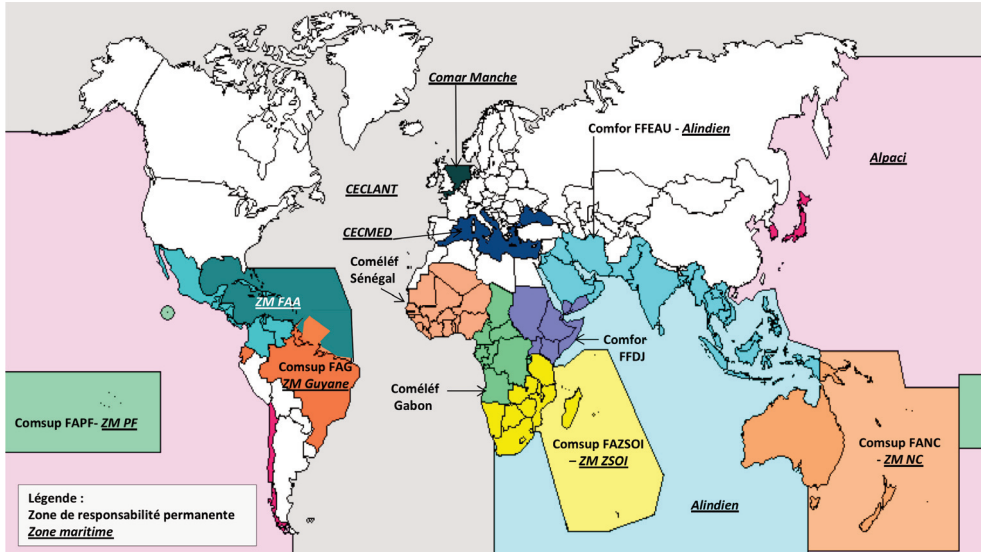 Comar Manche
Comfor FFEAU - Alindien
Alpaci
CECLANT
CECMED
Coméléf
Sénégal
ZM FAA
Comfor
FFDJ
Comsup FAG
ZM Guyane
Coméléf
Gabon
Comsup FAPF- ZM PF
Comsup FAZSOI
– ZM ZSOI
Comsup FANC
- ZM NC
Alindien
Légende :
Zone de responsabilité permanente
Zone maritime